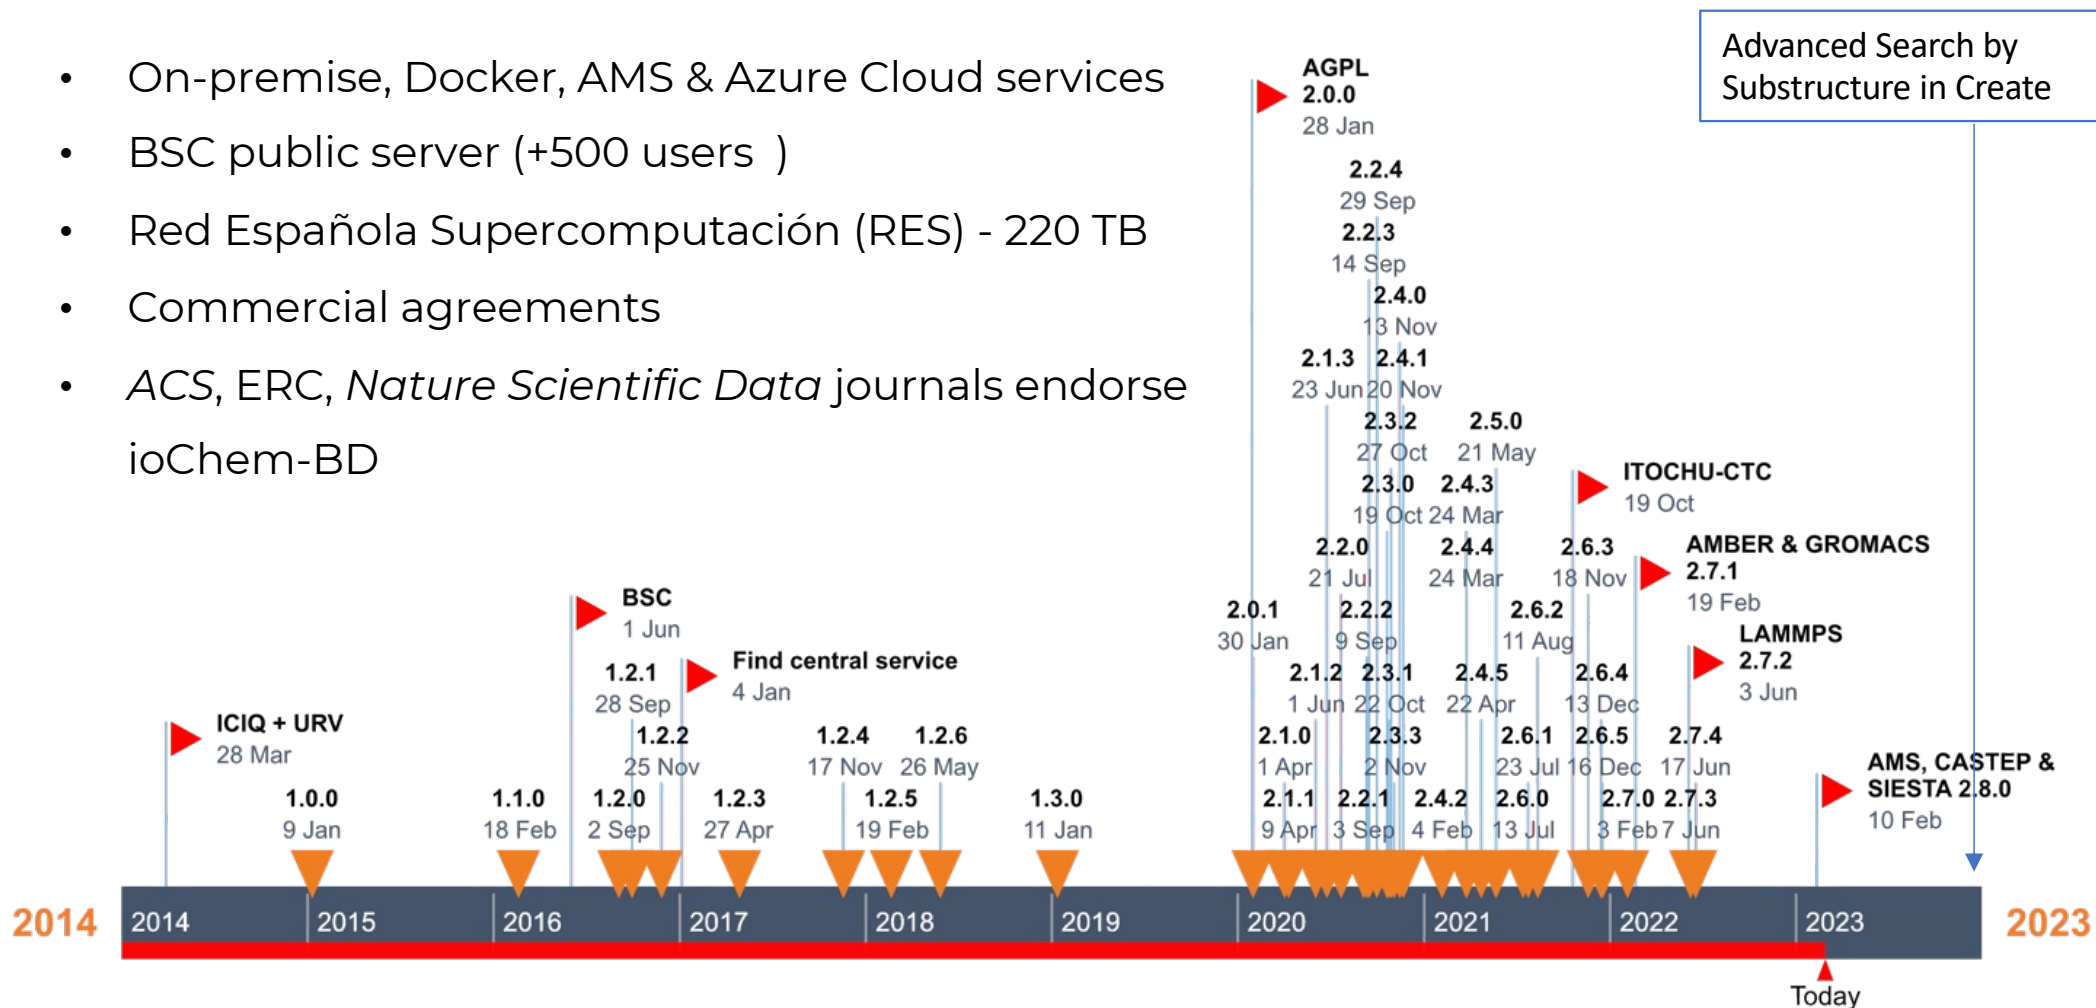 • On-premise, Docker, AMS & Azure Cloud services
• BSC public server (+500 users )
• Red Española Supercomputación (RES) - 220 TB
• Commercial agreements
• ACS, ERC, Nature Scientific Data journals endorse
ioChem-BD
Advanced Search by
Substructure in Create
AGPL
2.0.0
28 Jan
2.2.4
29 Sep
2.2.3
14 Sep
2.4.0
13 Nov
2.1.3 2.4.1
23 Jun 20 Nov
2.3.2 2.5.0
27 Oct 21 May
2.3.0 2.4.3
19 Oct 24 Mar
ITOCHU-CTC
19 Oct
2.2.0 2.4.4 2.6.3
21 Jul 24 Mar 18 Nov
AMBER & GROMACS
2.7.1
19 Feb
BSC
1 Jun
2.0.1 2.2.2 2.6.2
30 Jan 9 Sep 11 Aug
LAMMPS
2.7.2
3 Jun
Find central service
4 Jan
1.2.1 2.1.2 2.3.1 2.4.5 2.6.4
28 Sep 1 Jun 22 Oct 22 Apr 13 Dec
ICIQ + URV
28 Mar
1.2.2 1.2.4 1.2.6 2.1.0 2.3.3 2.6.1 2.6.5 2.7.4
25 Nov 17 Nov 26 May 1 Apr 2 Nov 23 Jul 16 Dec 17 Jun
AMS, CASTEP &
SIESTA 2.8.0
10 Feb
1.0.0 1.1.0 1.2.0 1.2.3 1.2.5 1.3.0 2.1.1 2.2.1 2.4.2 2.6.0 2.7.0 2.7.3
9 Jan 18 Feb 2 Sep 27 Apr 19 Feb 11 Jan 9 Apr 3 Sep 4 Feb 13 Jul 3 Feb 7 Jun
2014 2014 2015 2016 2017 2018 2019 2020 2021 2022 2023 2023
Today